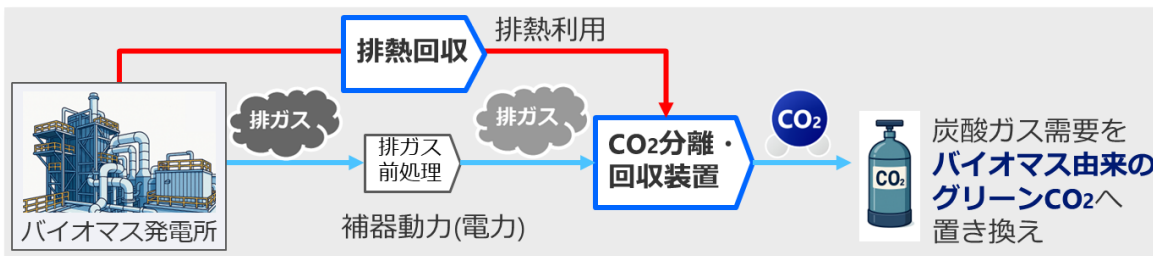 排熱回収
排熱利用
排ガス
排ガス
CO₂
排ガス
前処理
CO₂分離・
回収装置
CO₂
炭酸ガス需要を
バイオマス由来の
グリーンCO₂へ
置き換え
バイオマス発電所
補器動力(電力)